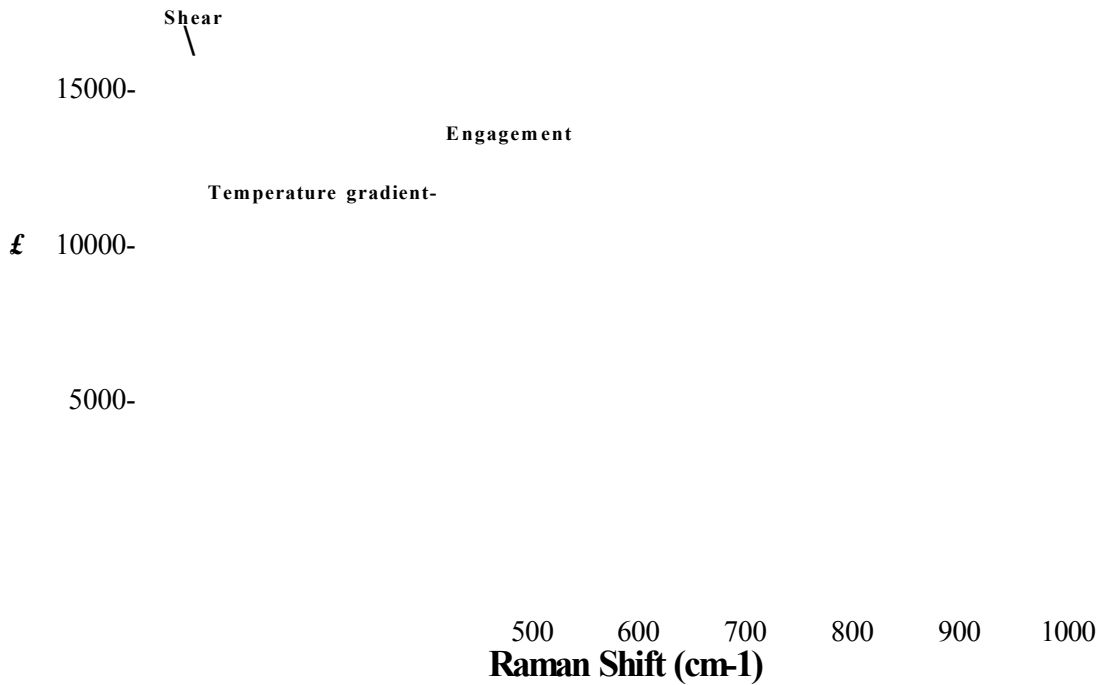 Shear
15000-
Engagement
Temperature gradient-
£ 10000-
5000-
500 600 700 800 900 1000
Raman Shift (cm-1)